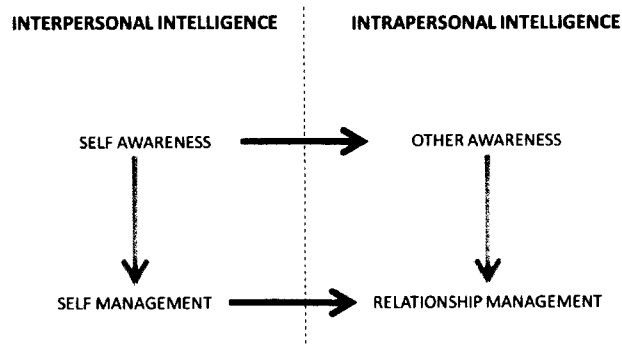 INTERPERSONAL INTELLIGENCE
INTRAPERSONAL INTELLIGENCE
SELF AWARENESS
OTHER AWARENESS
SELF MANAGEMENT
RELATIONSHIP MANAGEMENT